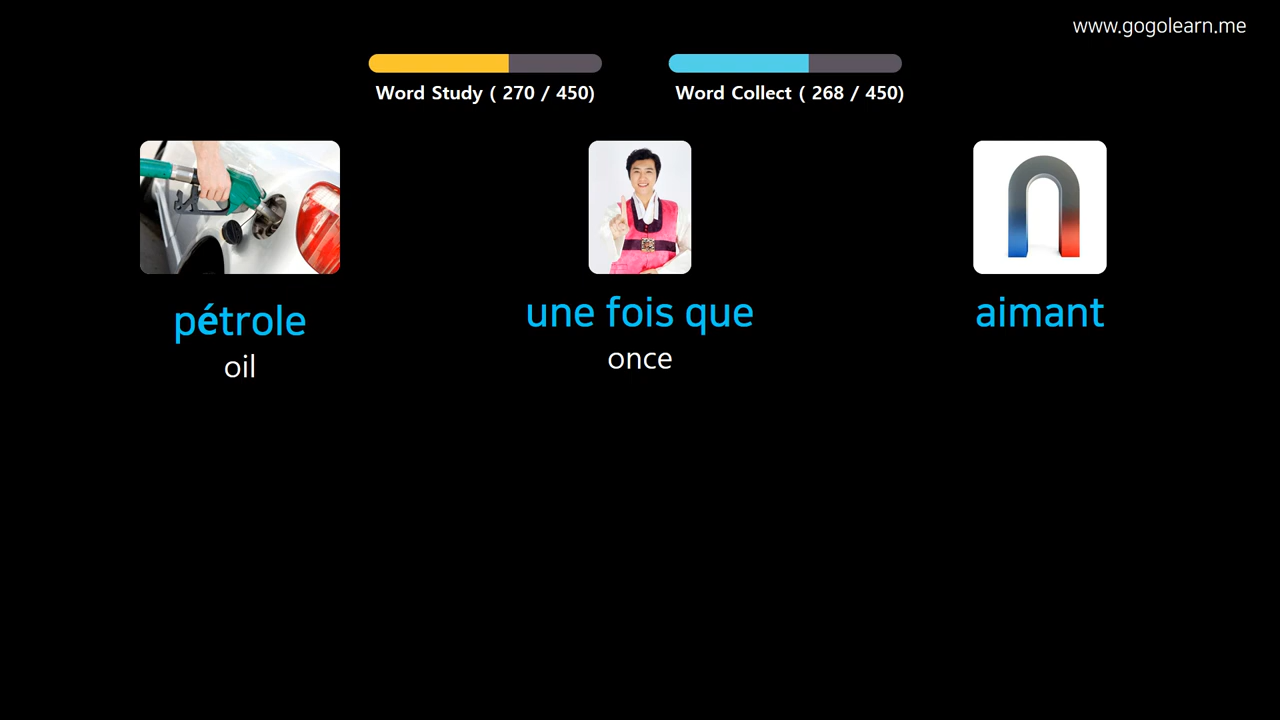 www.gogolearn.me
Word Study ( 270 / 450)
Word Collect ( 268 / 450)
pétrole
oil
une fois que
once
aimant